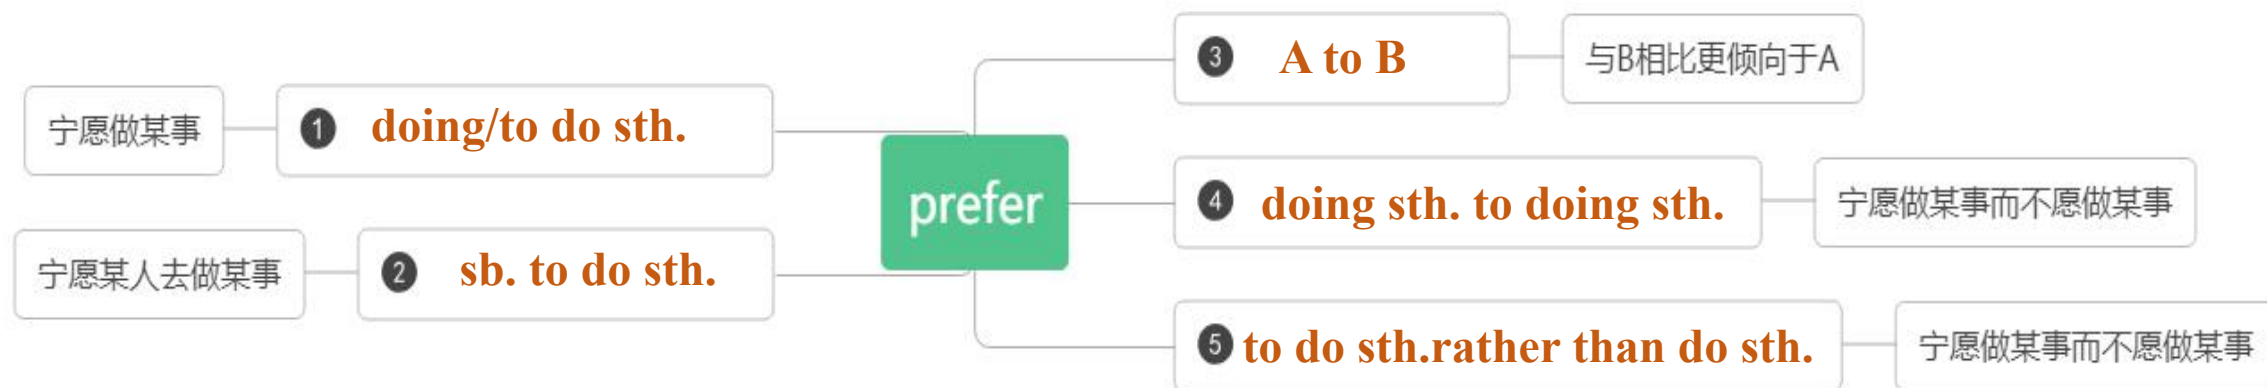 宁愿做某事
1 doing/to do sth.
宁愿某人去做某事
2 sb. to do sth.
prefer
3 A to B
与B相比更倾向于A
4 doing sth. to doing sth.
宁愿做某事而不愿做某事
5 to do sth.rather than do sth.
宁愿做某事而不愿做某事